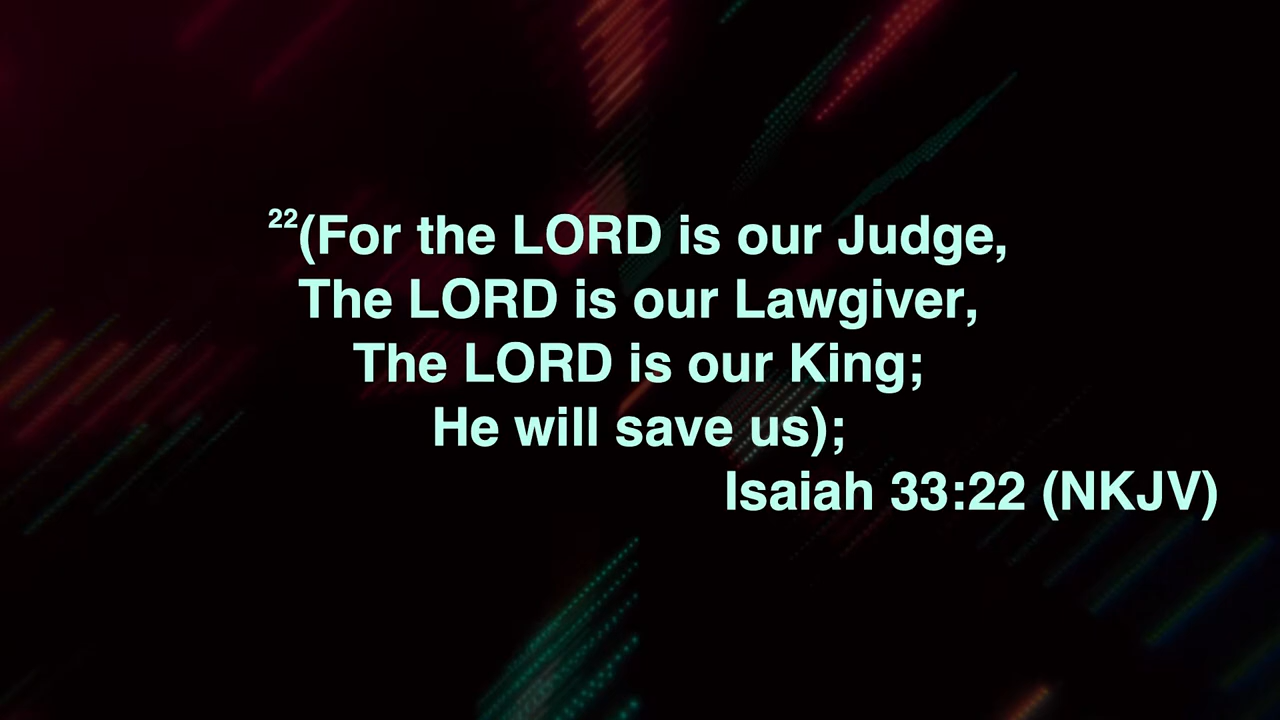 22(For the LORD is our Judge,
The LORD is our Lawgiver,
The LORD is our King;
He will save us);
Isaiah 33:22 (NKJV)